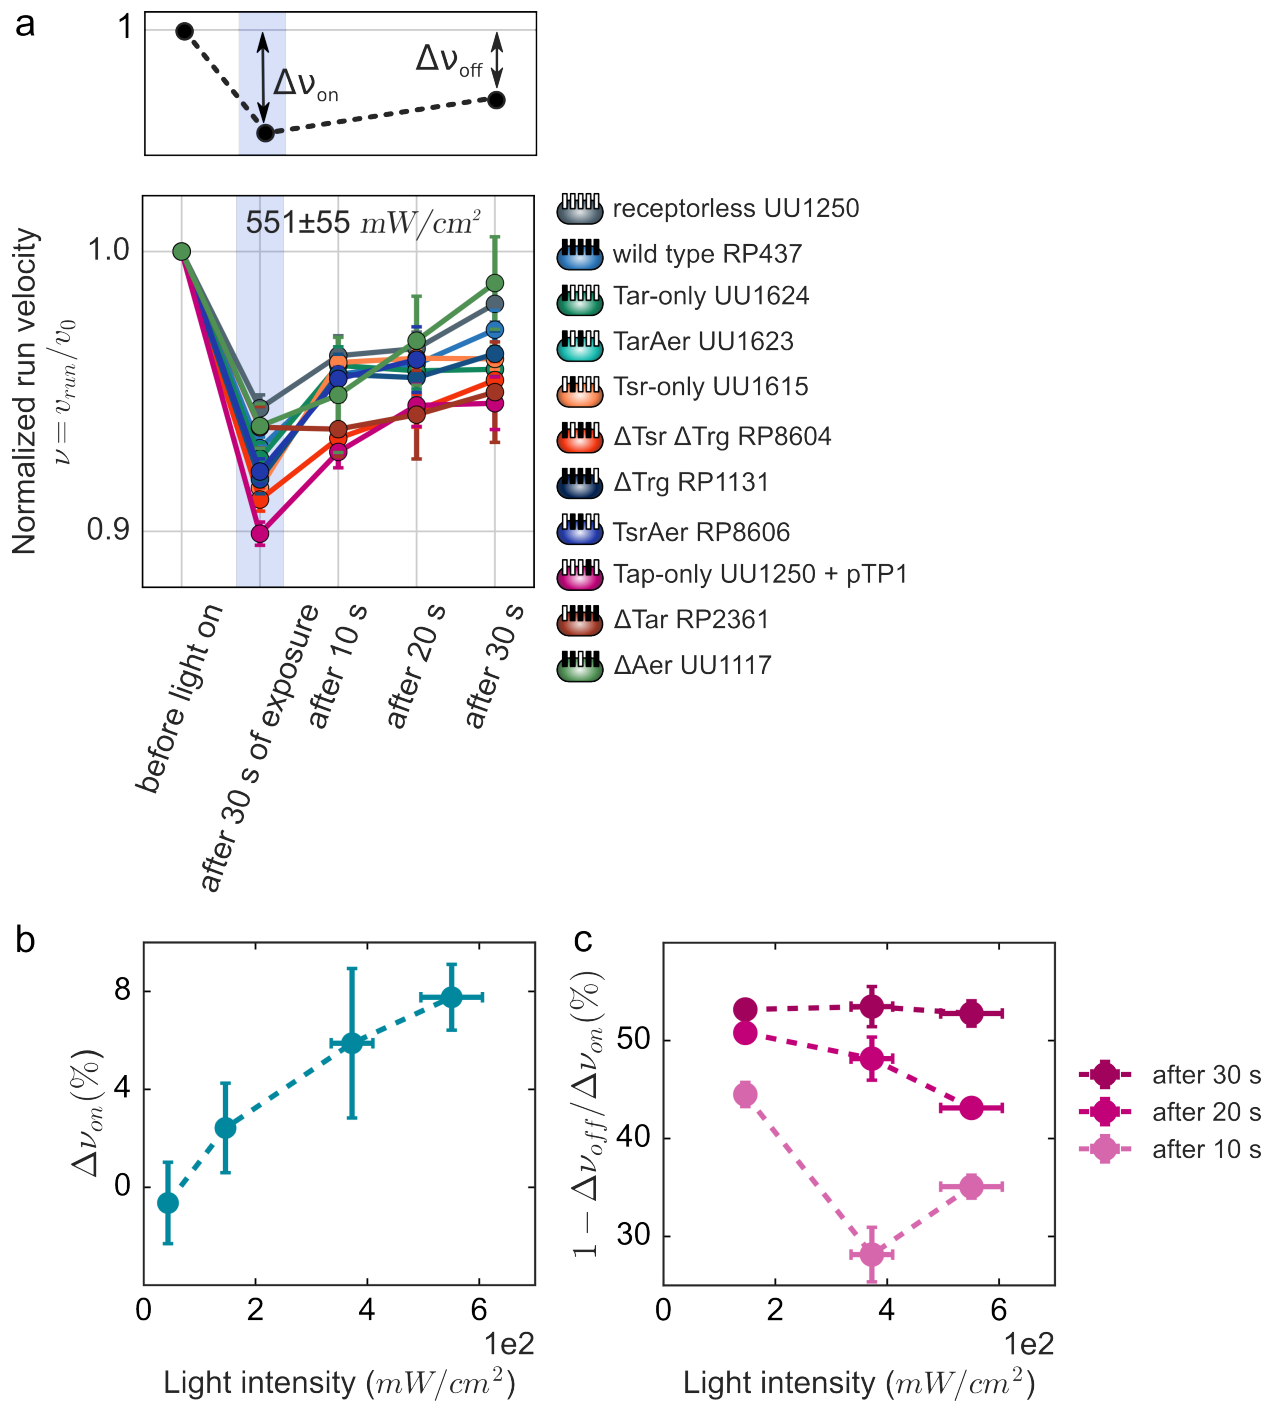 a
1
Δν_on
Δν_off
551±55 mW/cm²
Normalized run velocity
ν=v_run/v_0
1.0
0.9
before light on
after 30 s of exposure
after 10 s
after 20 s
after 30 s
receptorless UU1250
wild type RP437
Tar-only UU1624
TarAer UU1623
Tsr-only UU1615
ΔTsr ΔTrg RP8604
ΔTrg RP1131
TsrAer RP8606
Tap-only UU1250 + pTP1
ΔTar RP2361
ΔAer UU1117
b
Δν_on(%)
8
4
0
0 2 4 6
1e2
Light intensity (mW/cm²)
c
1−Δν_off/Δν_on(%)
50
40
30
0 2 4 6
1e2
Light intensity (mW/cm²)
after 30 s
after 20 s
after 10 s